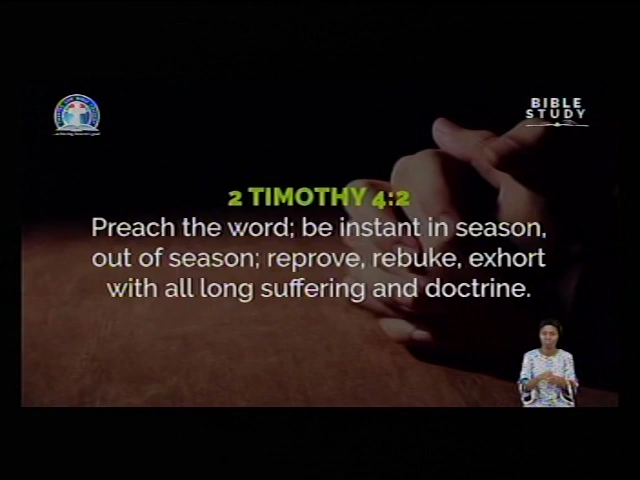 BIBLE
STUDY
2 TIMOTHY 4:2
Preach the word; be instant in season,
out of season; reprove, rebuke, exhort
with all long suffering and doctrine.